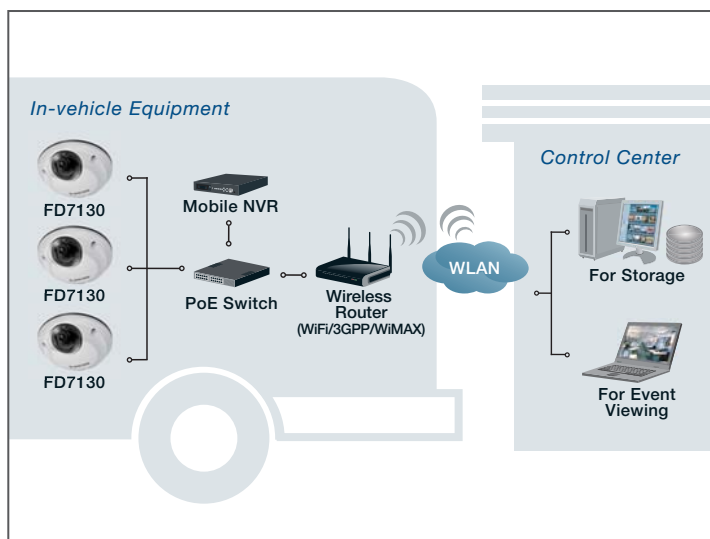 In-vehicle Equipment
FD7130
FD7130
FD7130
Mobile NVR
PoE Switch
Wireless
Router
(WiFi/3GPP/WiMAX)
WLAN
Control Center
For Storage
For Event
Viewing